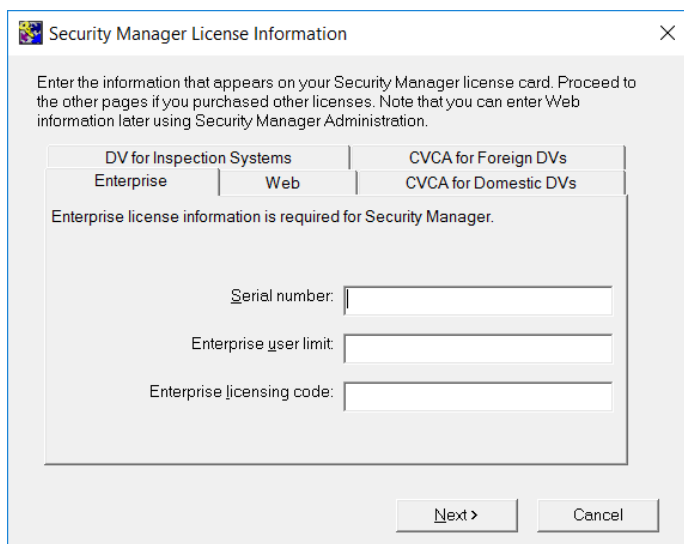 Security Manager License Information
Enter the information that appears on your Security Manager license card. Proceed to
the other pages if you purchased other licenses. Note that you can enter Web
information later using Security Manager Administration.
DV for Inspection Systems
CVCA for Foreign DVs
Enterprise
Web
CVCA for Domestic DVs
Enterprise license information is required for Security Manager.
Serial number:
Enterprise user limit:
Enterprise licensing code:
Next >
Cancel